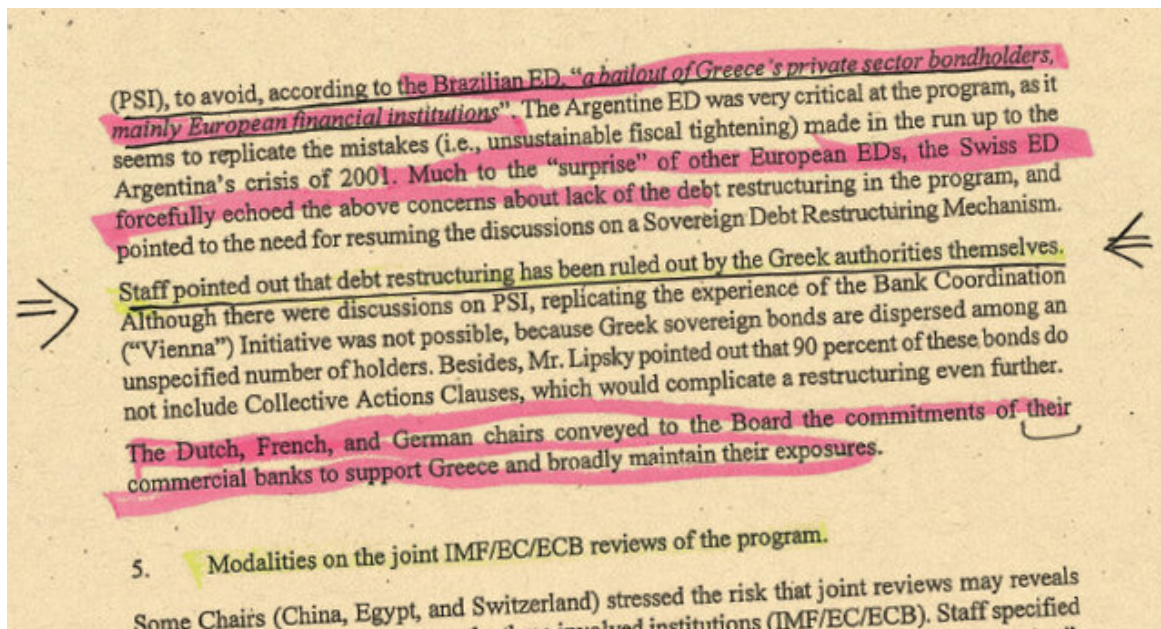 (PSI), to avoid, according to the Brazilian ED, “a bailout of Greece’s private sector bondholders,
mainly European financial institutions”. The Argentine ED was very critical at the program, as it
seems to replicate the mistakes (i.e., unsustainable fiscal tightening) made in the run up to the
Argentina’s crisis of 2001. Much to the “surprise” of other European EDs, the Swiss ED
forcefully echoed the above concerns about lack of the debt restructuring in the program, and
pointed to the need for resuming the discussions on a Sovereign Debt Restructuring Mechanism.
Staff pointed out that debt restructuring has been ruled out by the Greek authorities themselves.
Although there were discussions on PSI, replicating the experience of the Bank Coordination
(“Vienna”) Initiative was not possible, because Greek sovereign bonds are dispersed among an
unspecified number of holders. Besides, Mr. Lipsky pointed out that 90 percent of these bonds do
not include Collective Actions Clauses, which would complicate a restructuring even further.
The Dutch, French, and German chairs conveyed to the Board the commitments of their
commercial banks to support Greece and broadly maintain their exposures.
5. Modalities on the joint IMF/EC/ECB reviews of the program.
Some Chairs (China, Egypt, and Switzerland) stressed the risk that joint reviews may reveals
involved institutions (IMF/EC/ECB). Staff specified